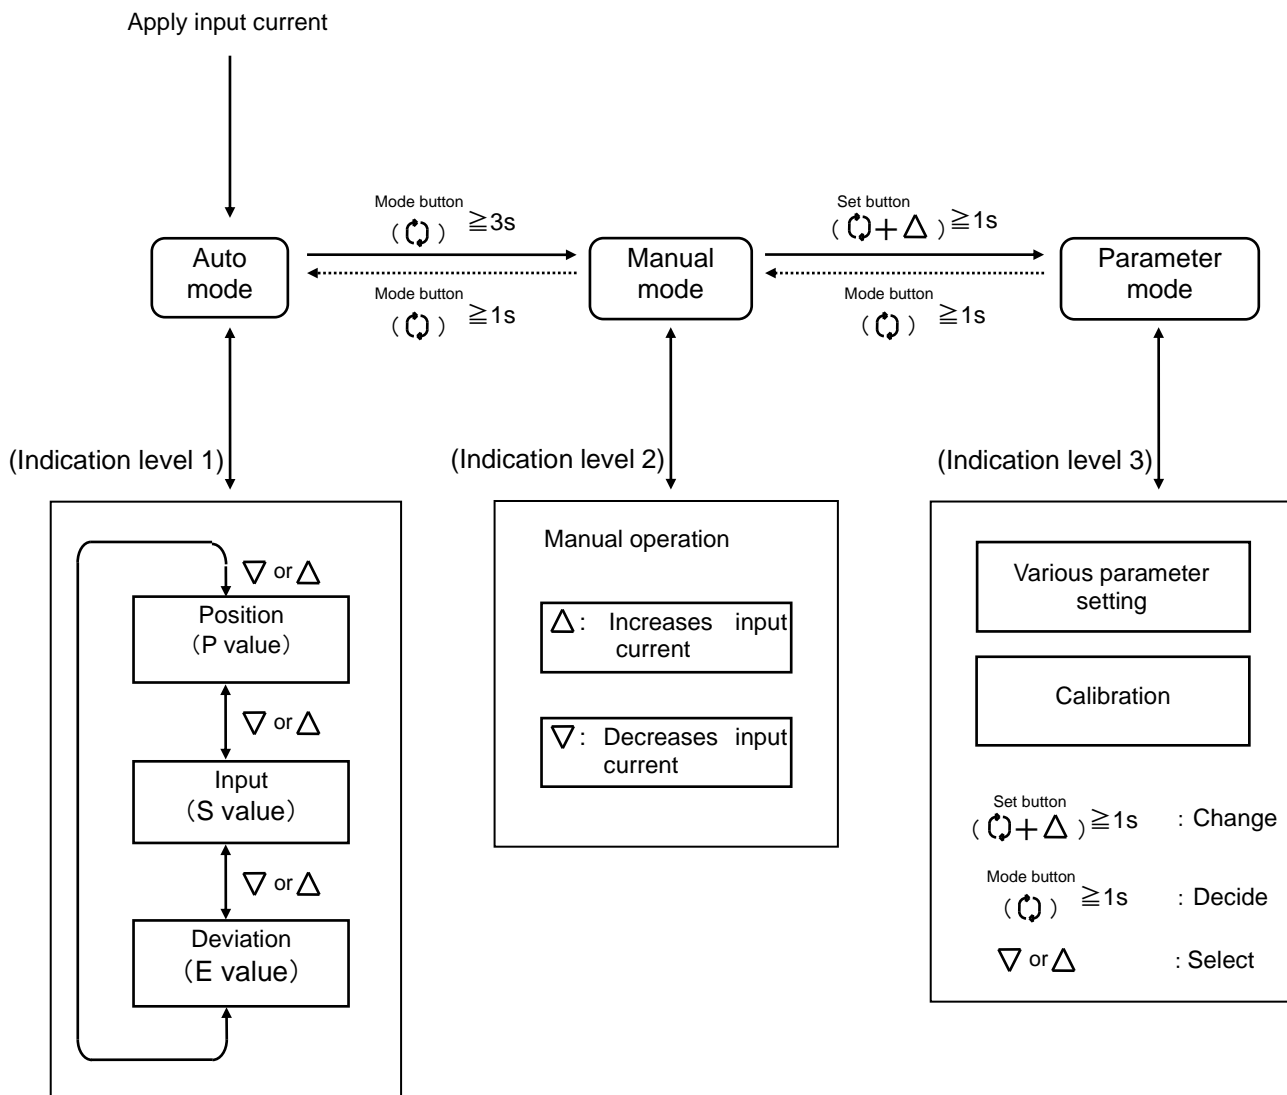 Apply input current
Mode button
( ) ≧3s
Set button
( + △ ) ≧1s
Auto
mode
Manual
mode
Parameter
mode
Mode button
( ) ≧1s
Mode button
( ) ≧1s
(Indication level 1)
(Indication level 2)
(Indication level 3)
▽ or △
Position
（P value）
▽ or △
Input
（S value）
▽ or △
Deviation
（E value）
Manual operation
△: Increases input
current
▽: Decreases input
current
Various parameter
setting
Calibration
Set button
( + △ ) ≧1s : Change
Mode button
( ) ≧1s : Decide
▽ or △ : Select